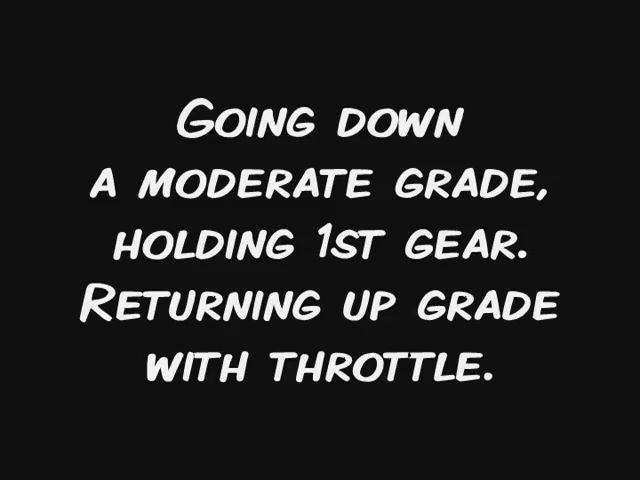 Going down
a moderate grade,
holding 1st gear.
Returning up grade
with throttle.